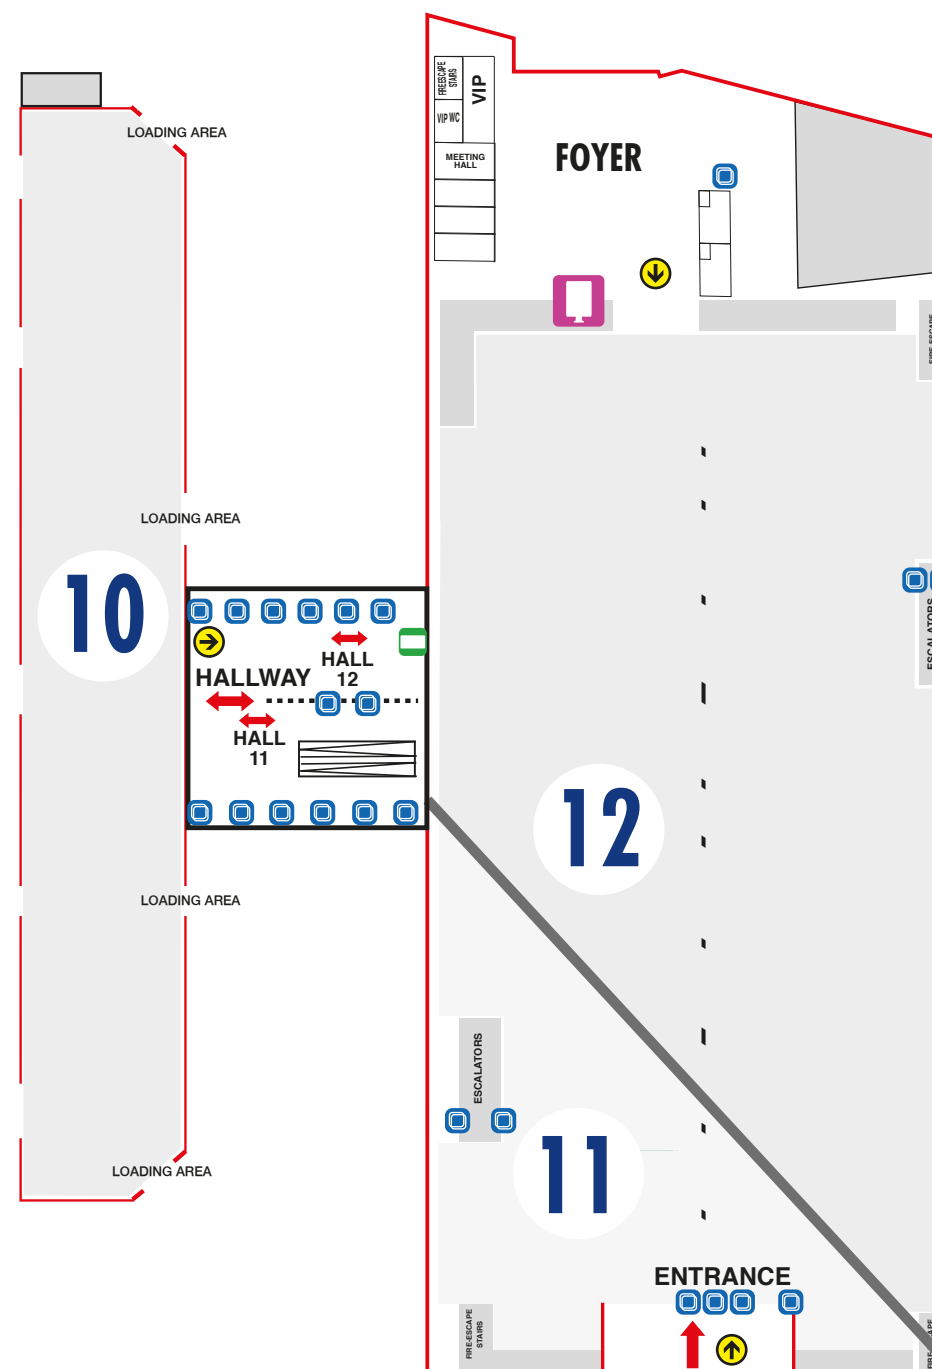 LOADING AREA
FIREESCAPE
STAIRS
VIP
VIP WC
MEETING
HALL
FOYER
LOADING AREA
10
HALL
12
HALLWAY
HALL
11
ESCALATORS
12
LOADING AREA
ESCALATORS
11
LOADING AREA
ENTRANCE
FIRE-ESCAPE
STAIRS